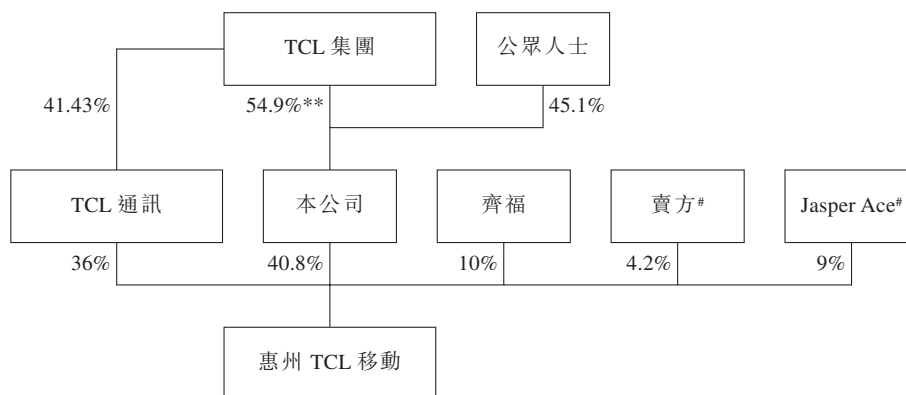 TCL 集團
公眾人士
41.43%
54.9%**
45.1%
TCL 通訊
本公司
齊福
賣方#
Jasper Ace#
36%
40.8%
10%
4.2%
9%
惠州 TCL 移動